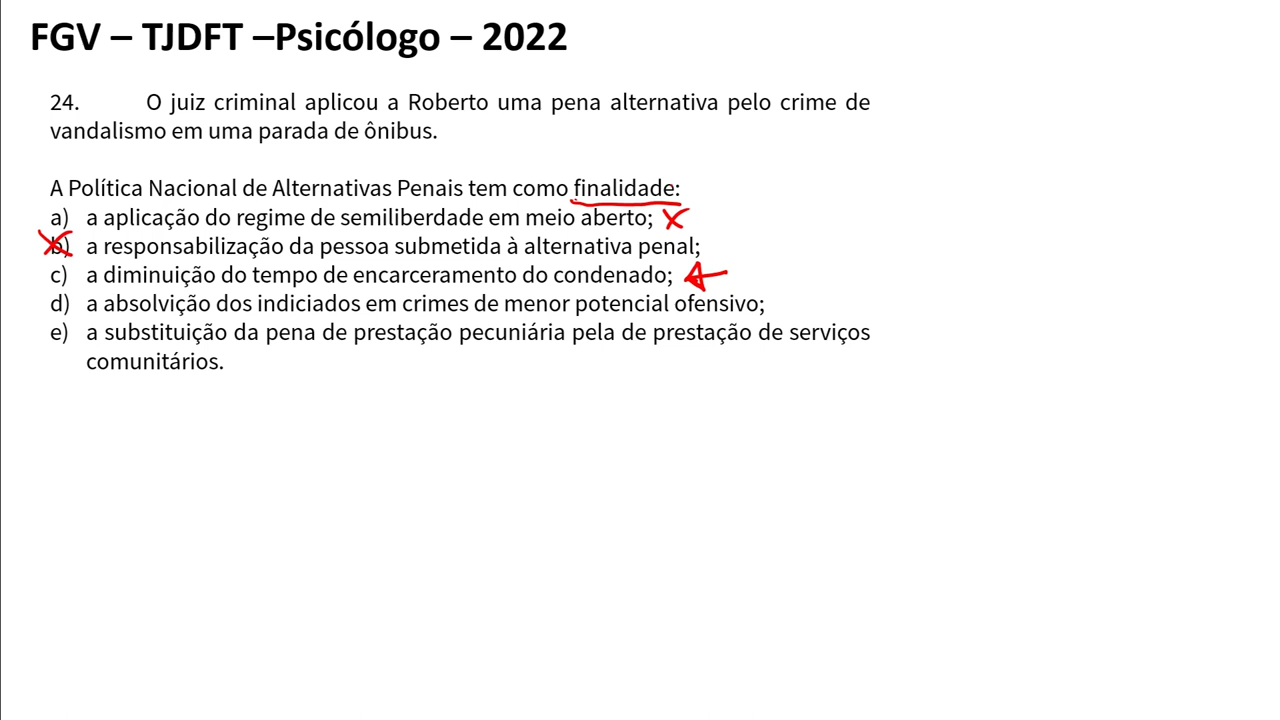 FGV – TJDFT –Psicólogo – 2022
24. O juiz criminal aplicou a Roberto uma pena alternativa pelo crime de
vandalismo em uma parada de ônibus.
A Política Nacional de Alternativas Penais tem como finalidade:
a) a aplicação do regime de semiliberdade em meio aberto;
b) a responsabilização da pessoa submetida à alternativa penal;
c) a diminuição do tempo de encarceramento do condenado;
d) a absolvição dos indiciados em crimes de menor potencial ofensivo;
e) a substituição da pena de prestação pecuniária pela de prestação de serviços
comunitários.